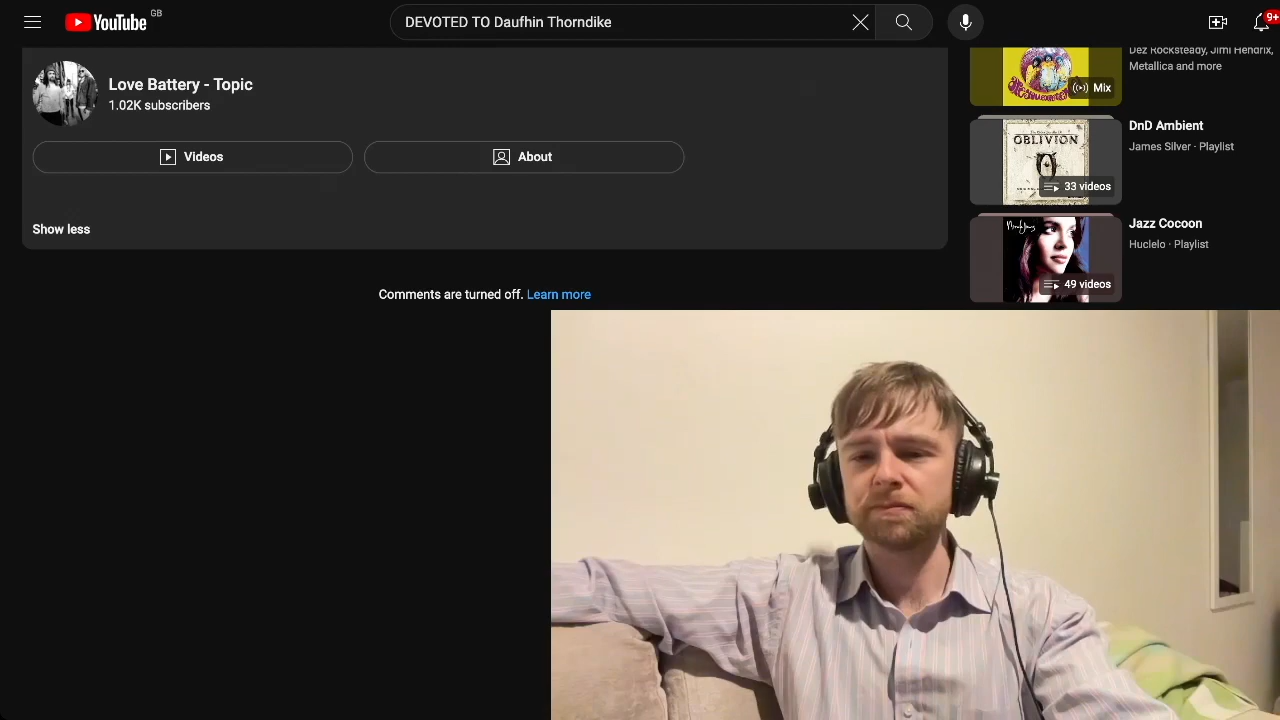 YouTube GB
DEVOTED TO Daufhin Thorndike
9+
Love Battery - Topic
1.02K subscribers
Videos
About
Show less
Comments are turned off. Learn more
Dez Rocksteady, Jimi Hendrix,
Metallica and more
Mix
DnD Ambient
James Silver · Playlist
OBLIVION
33 videos
Jazz Cocoon
Huclelo · Playlist
49 videos